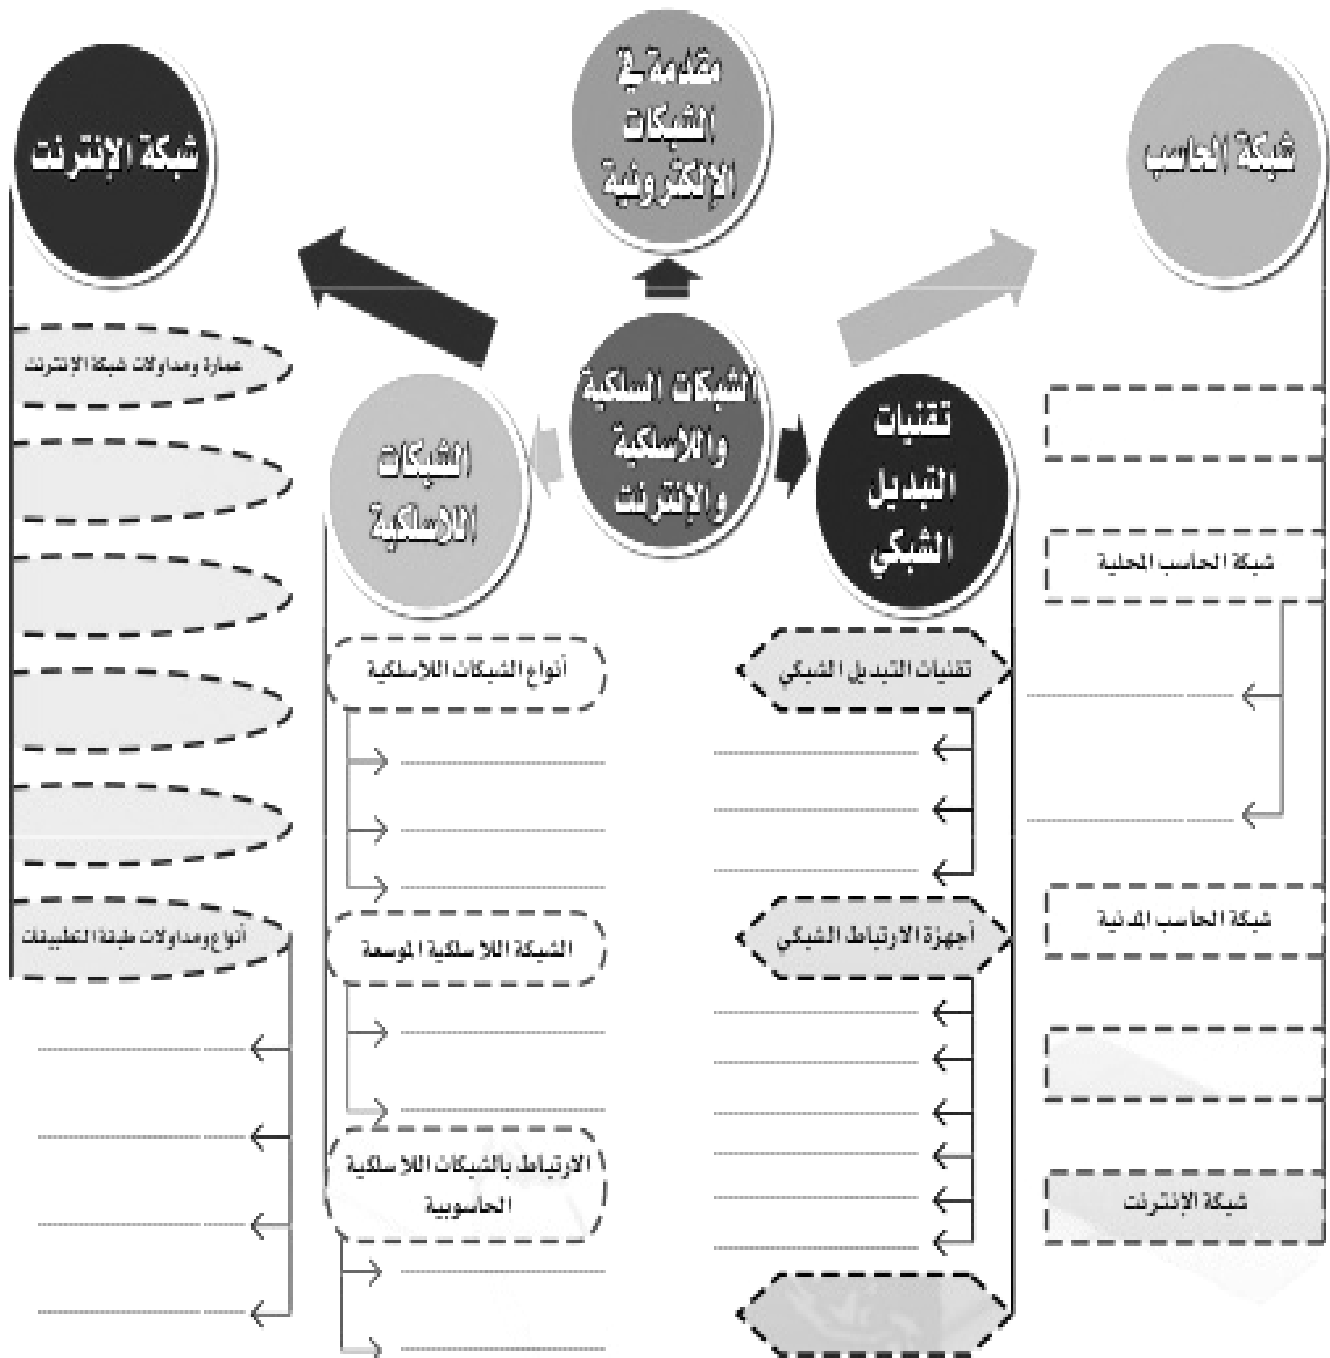 مقدمة في
الشبكات
الإلكترونية
شبكة الحاسب
شبكة الإنترنت
الشبكات السلكية
واللاسلكية
والإنترنت
تقنيات
التبديل
الشبكي
الشبكات
اللاسلكية
شبكة الحاسب المحلية
شبكة الحاسب المدنية
شبكة الإنترنت
تقنيات التبديل الشبكي
أجهزة الارتباط الشبكي
أنواع الشبكات اللاسلكية
الشبكة اللاسلكية الموسعة
الارتباط بالشبكات اللاسلكية
الحاسوبية
عمارة ومداولات شبكة الإنترنت
أنواع ومداولات طبقة التطبيقات